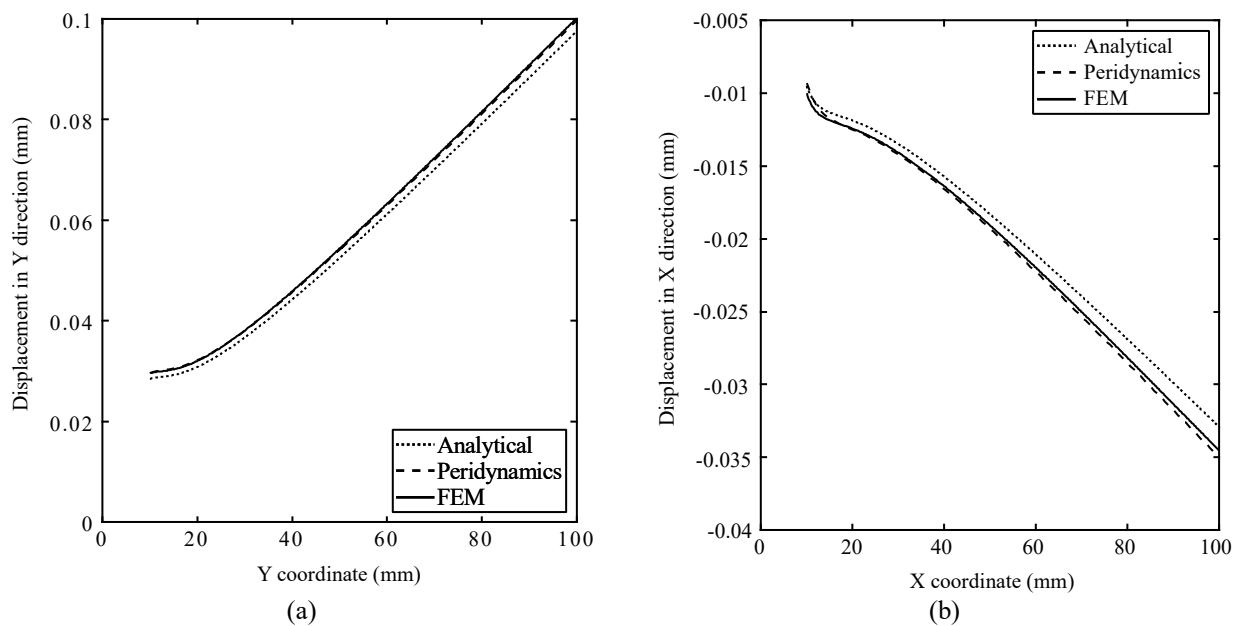 0.1
0.08
0.06
0.04
0.02
0
0 20 40 60 80 100
Displacement in Y direction (mm)
Y coordinate (mm)
Analytical
Peridynamics
FEM
(a)
-0.005
-0.01
-0.015
-0.02
-0.025
-0.03
-0.035
-0.04
0 20 40 60 80 100
Displacement in X direction (mm)
X coordinate (mm)
Analytical
Peridynamics
FEM
(b)